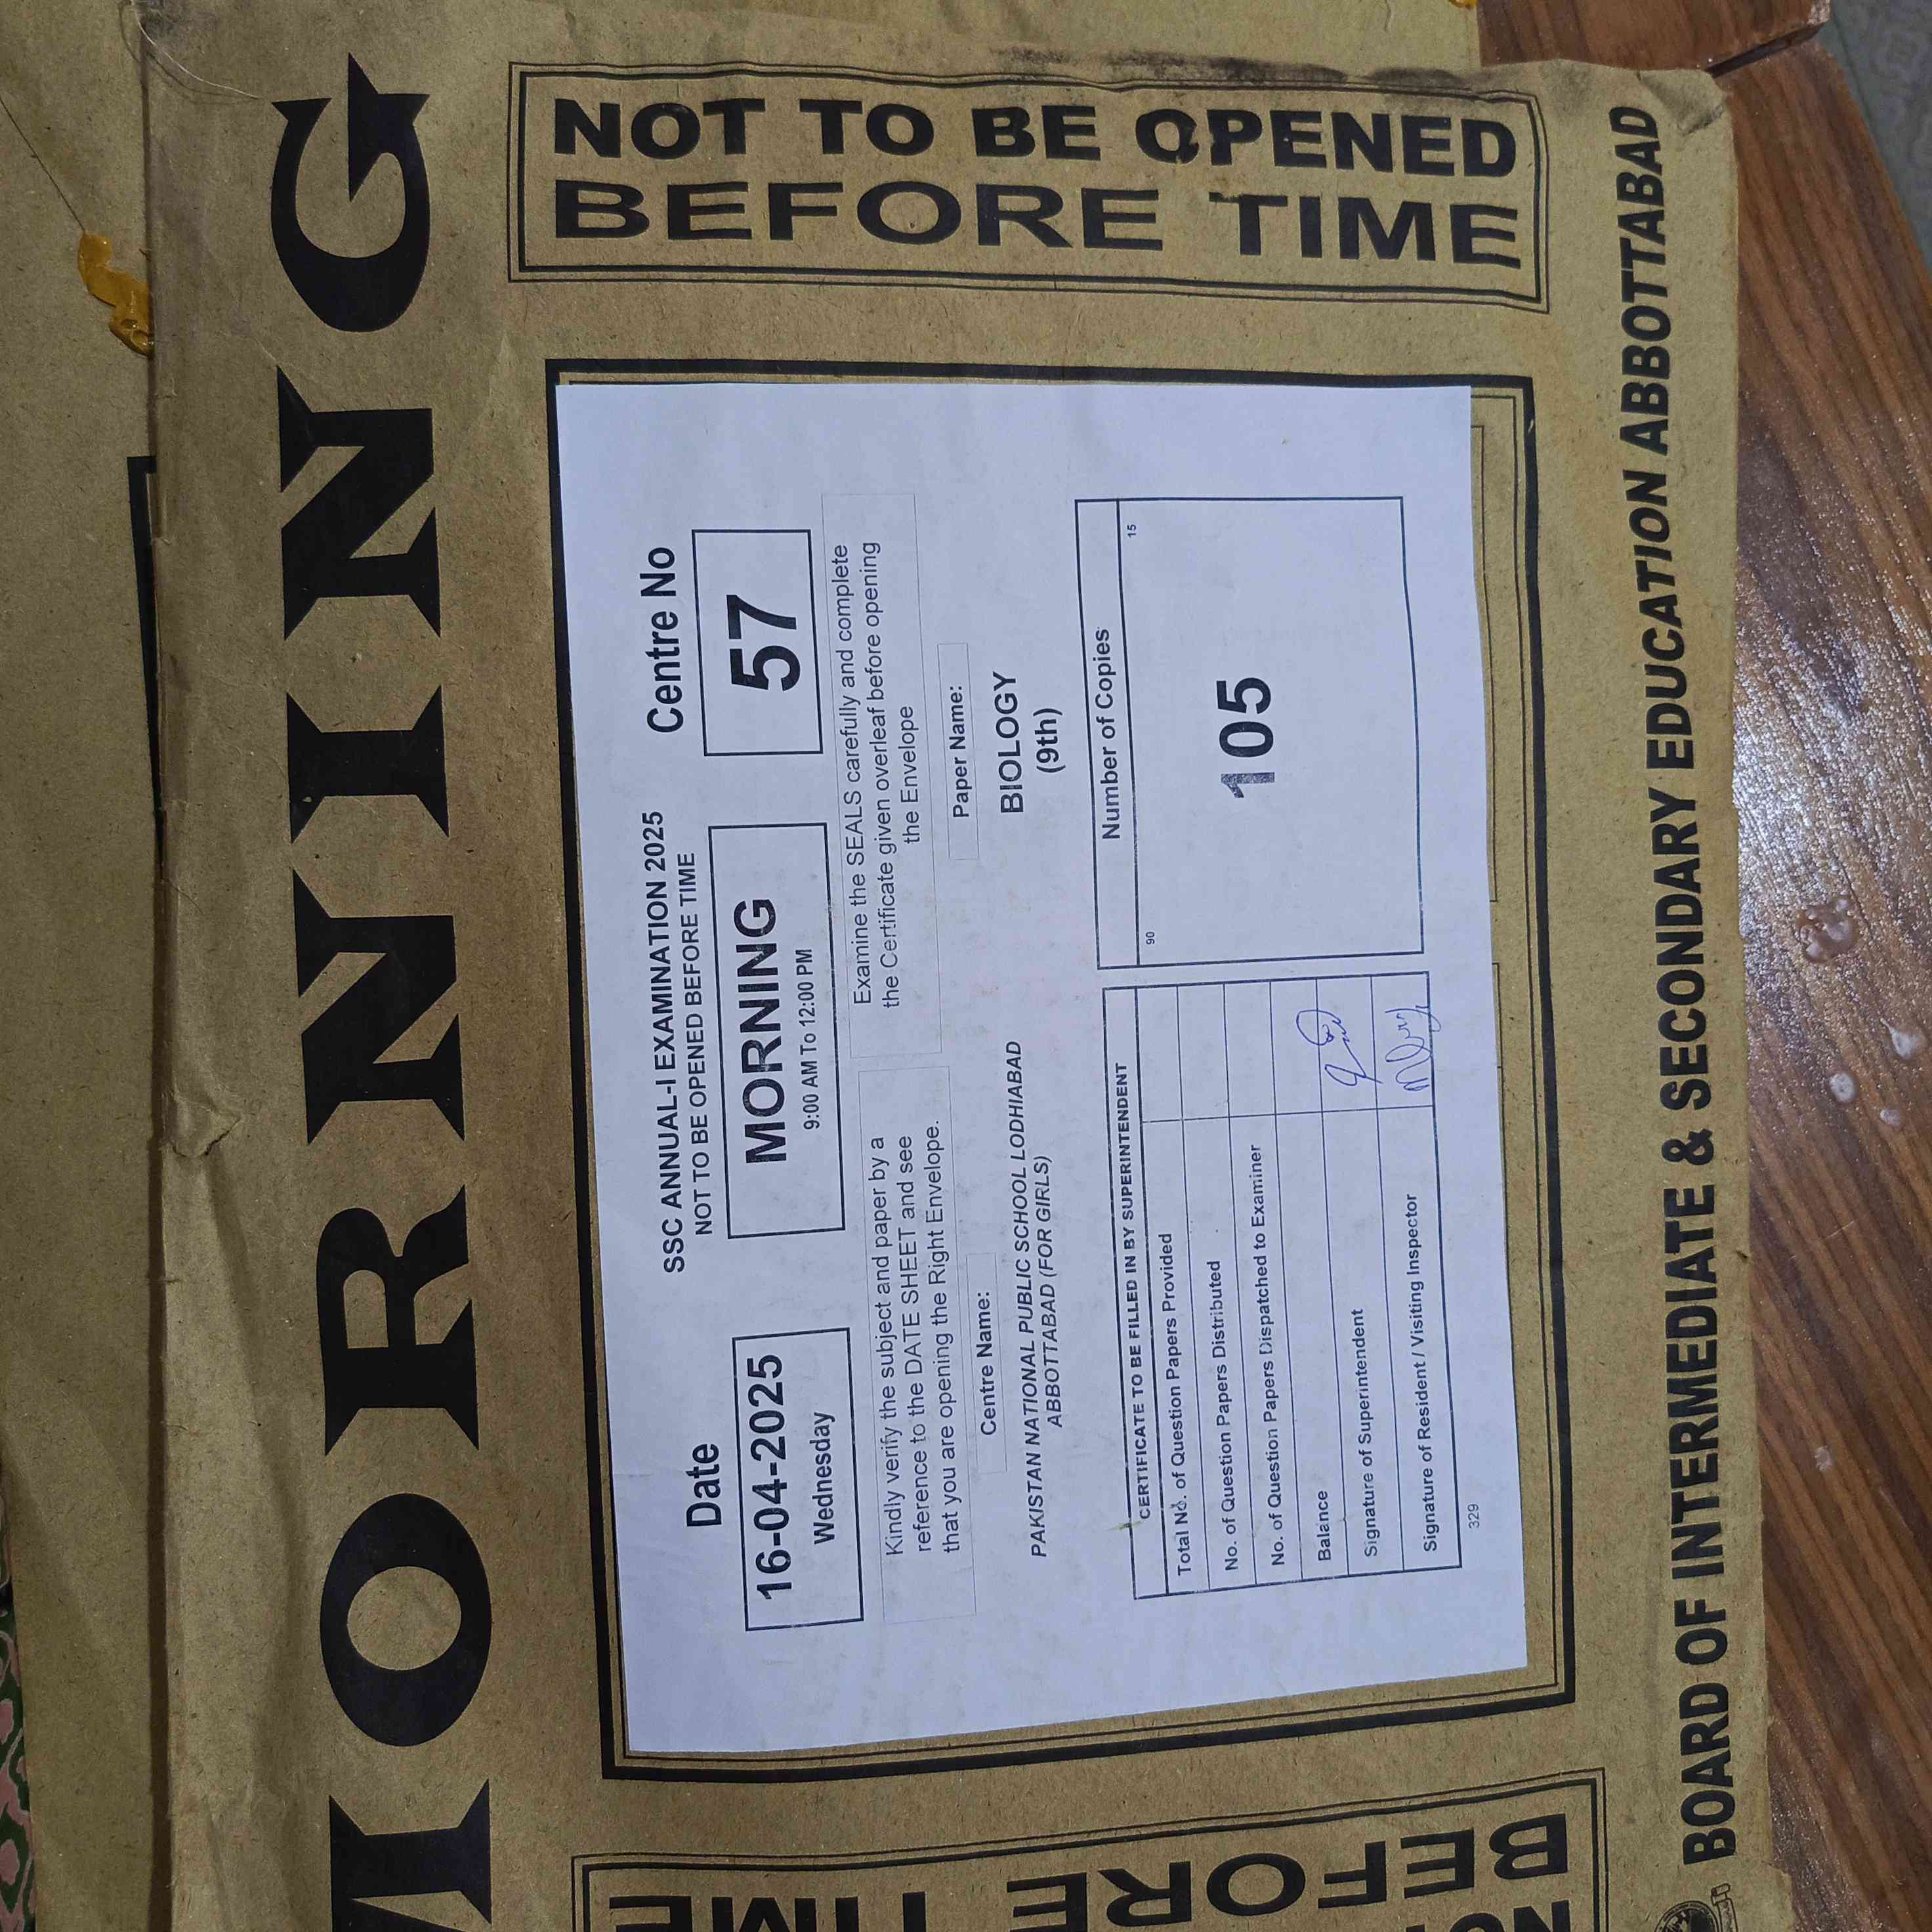 MORNING
NOT TO BE OPENED
BEFORE TIME
SSC ANNUAL-I EXAMINATION 2025
NOT TO BE OPENED BEFORE TIME
Date
16-04-2025
Wednesday
MORNING
9:00 AM To 12:00 PM
Centre No
57
Kindly verify the subject and paper by a
reference to the DATE SHEET and see
that you are opening the Right Envelope.
Examine the SEALS carefully and complete
the Certificate given overleaf before opening
the Envelope
Centre Name:
PAKISTAN NATIONAL PUBLIC SCHOOL LODHIABAD
ABBOTTABAD (FOR GIRLS)
Paper Name:
BIOLOGY
(9th)
CERTIFICATE TO BE FILLED IN BY SUPERINTENDENT
Total No. of Question Papers Provided
No. of Question Papers Distributed
No. of Question Papers Dispatched to Examiner
Balance
Signature of Superintendent
Signature of Resident / Visiting Inspector
Number of Copies
90
15
105
329
BEFORE TIME
BOARD OF INTERMEDIATE & SECONDARY EDUCATION ABBOTTABAD